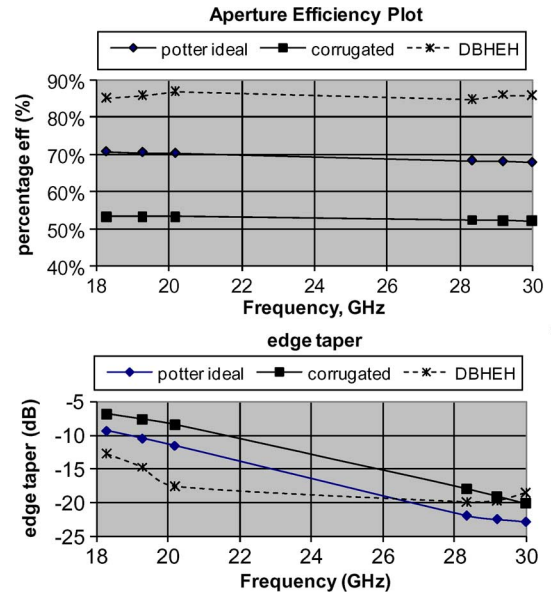 Aperture Efficiency Plot
potter ideal corrugated DBHEH
percentage eff (%)
90%
80%
70%
60%
50%
40%
18 20 22 24 26 28 30
Frequency, GHz
edge taper
potter ideal corrugated DBHEH
edge taper (dB)
-5
-10
-15
-20
-25
18 20 22 24 26 28 30
Frequency (GHz)